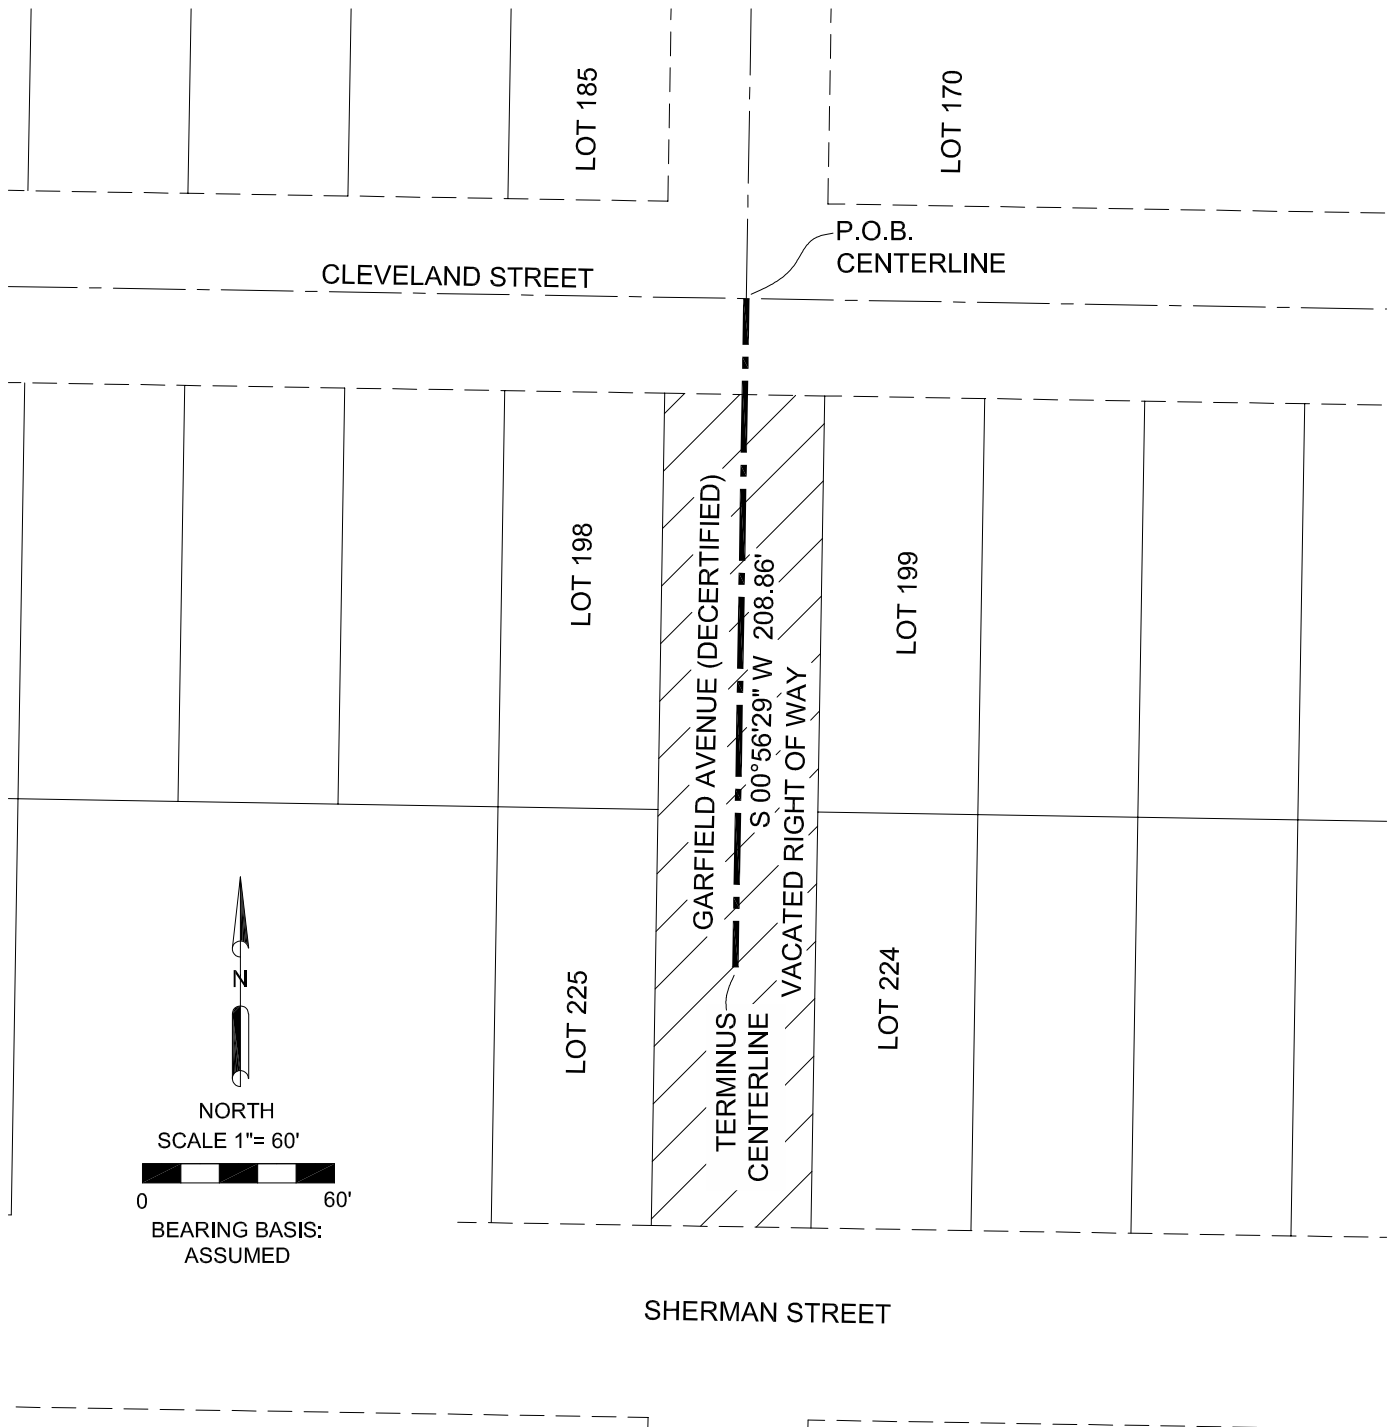 LOT 185
LOT 170
P.O.B.
CENTERLINE
CLEVELAND STREET
LOT 198
GARFIELD AVENUE (DECERTIFIED)
S 00°56'29" W 208.86'
VACATED RIGHT OF WAY
LOT 199
LOT 225
TERMINUS
CENTERLINE
LOT 224
N
NORTH
SCALE 1"= 60'
0 60'
BEARING BASIS:
ASSUMED
SHERMAN STREET